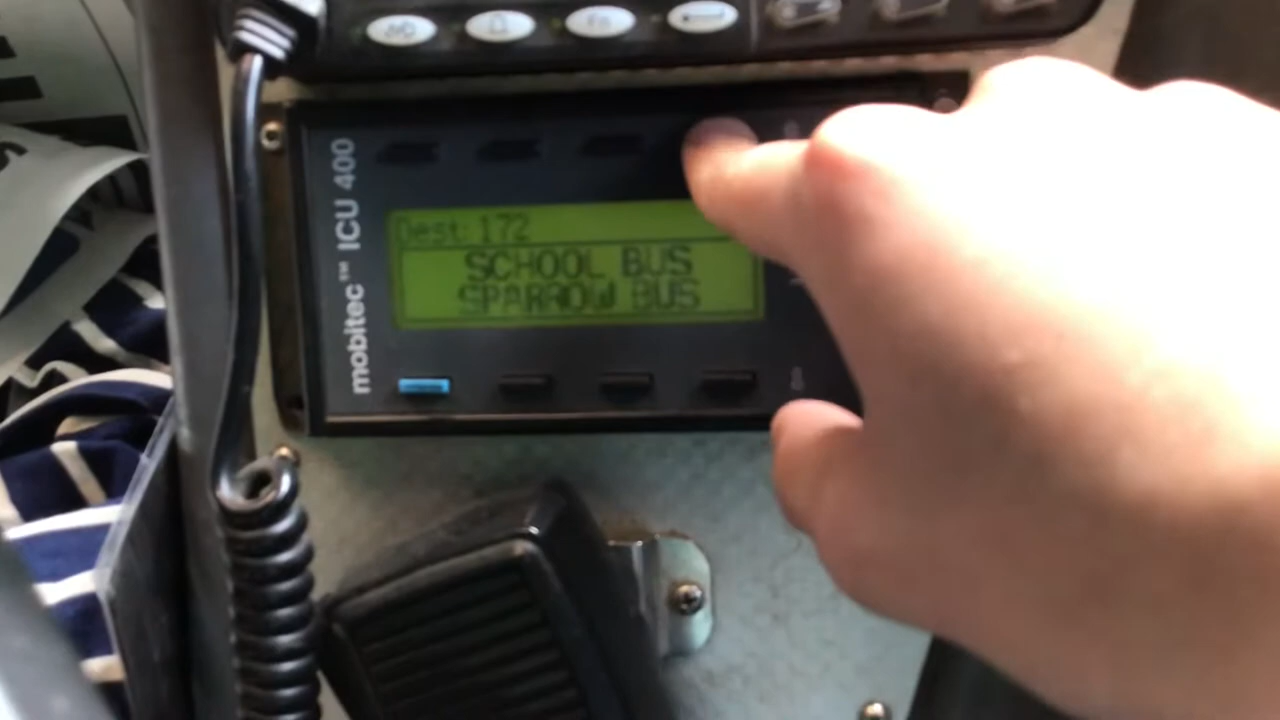 mobitec™ ICU 400
Dest: 172
SCHOOL BUS
SPARROW BUS